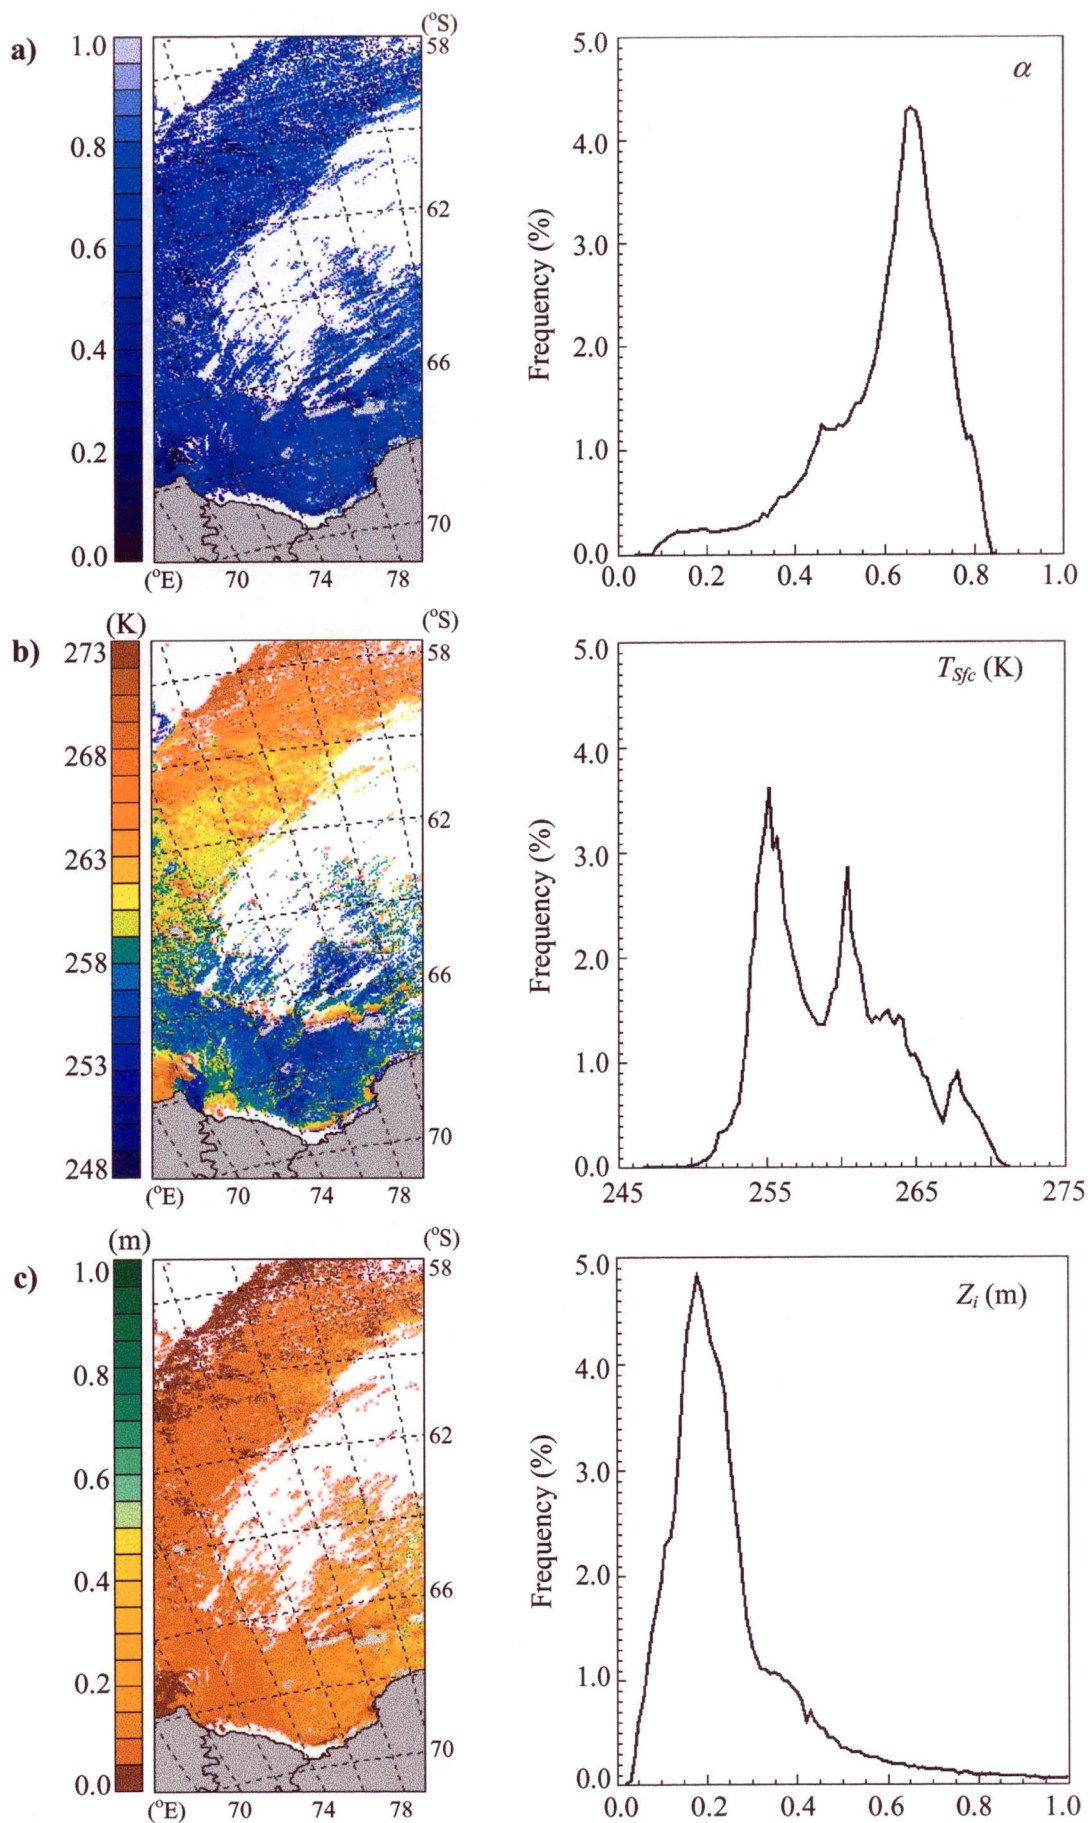 a)
(°S)
1.0
0.8
0.6
0.4
0.2
0.0
58
62
66
70
(°E) 70 74 78
α
Frequency (%)
5.0
4.0
3.0
2.0
1.0
0.0
0.0 0.2 0.4 0.6 0.8 1.0
b)
(K)
(°S)
273
268
263
258
253
248
58
62
66
70
(°E) 70 74 78
T_Sfc (K)
Frequency (%)
5.0
4.0
3.0
2.0
1.0
0.0
245 255 265 275
c)
(m)
(°S)
1.0
0.8
0.6
0.4
0.2
0.0
58
62
66
70
(°E) 70 74 78
Z_i (m)
Frequency (%)
5.0
4.0
3.0
2.0
1.0
0.0
0.0 0.2 0.4 0.6 0.8 1.0